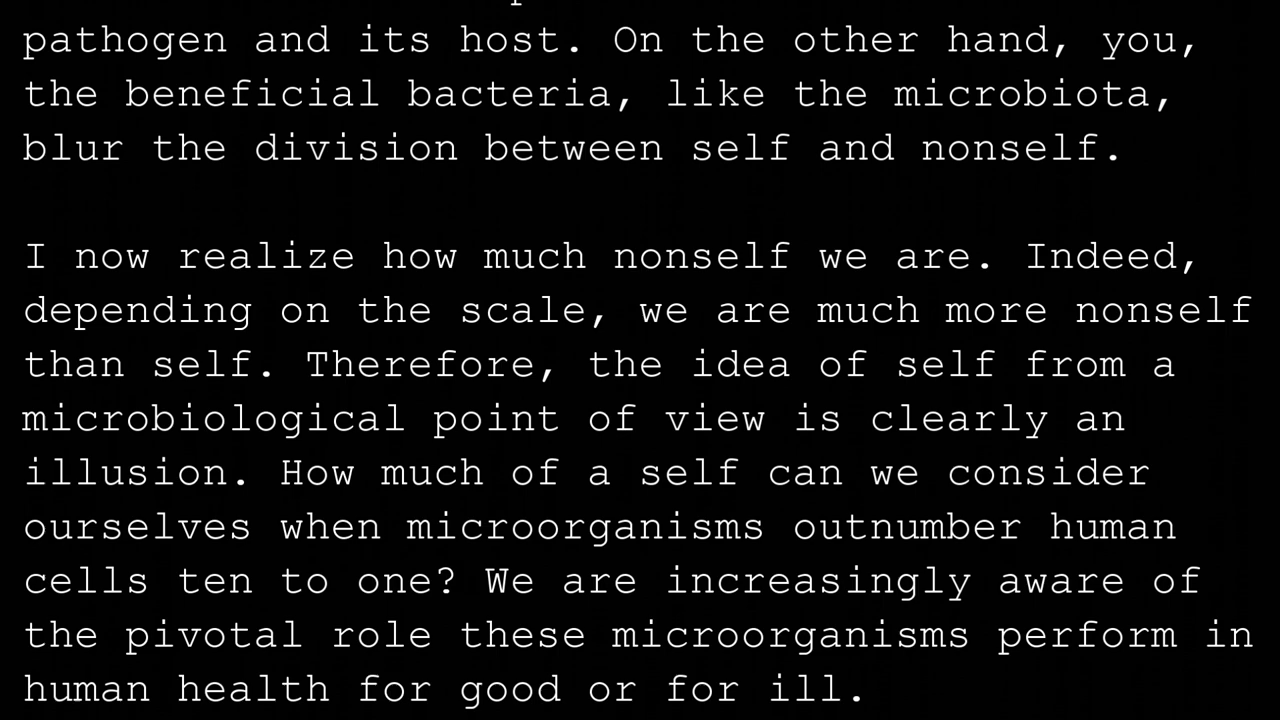 pathogen and its host. On the other hand, you,
the beneficial bacteria, like the microbiota,
blur the division between self and nonself.
I now realize how much nonself we are. Indeed,
depending on the scale, we are much more nonself
than self. Therefore, the idea of self from a
microbiological point of view is clearly an
illusion. How much of a self can we consider
ourselves when microorganisms outnumber human
cells ten to one? We are increasingly aware of
the pivotal role these microorganisms perform in
human health for good or for ill.